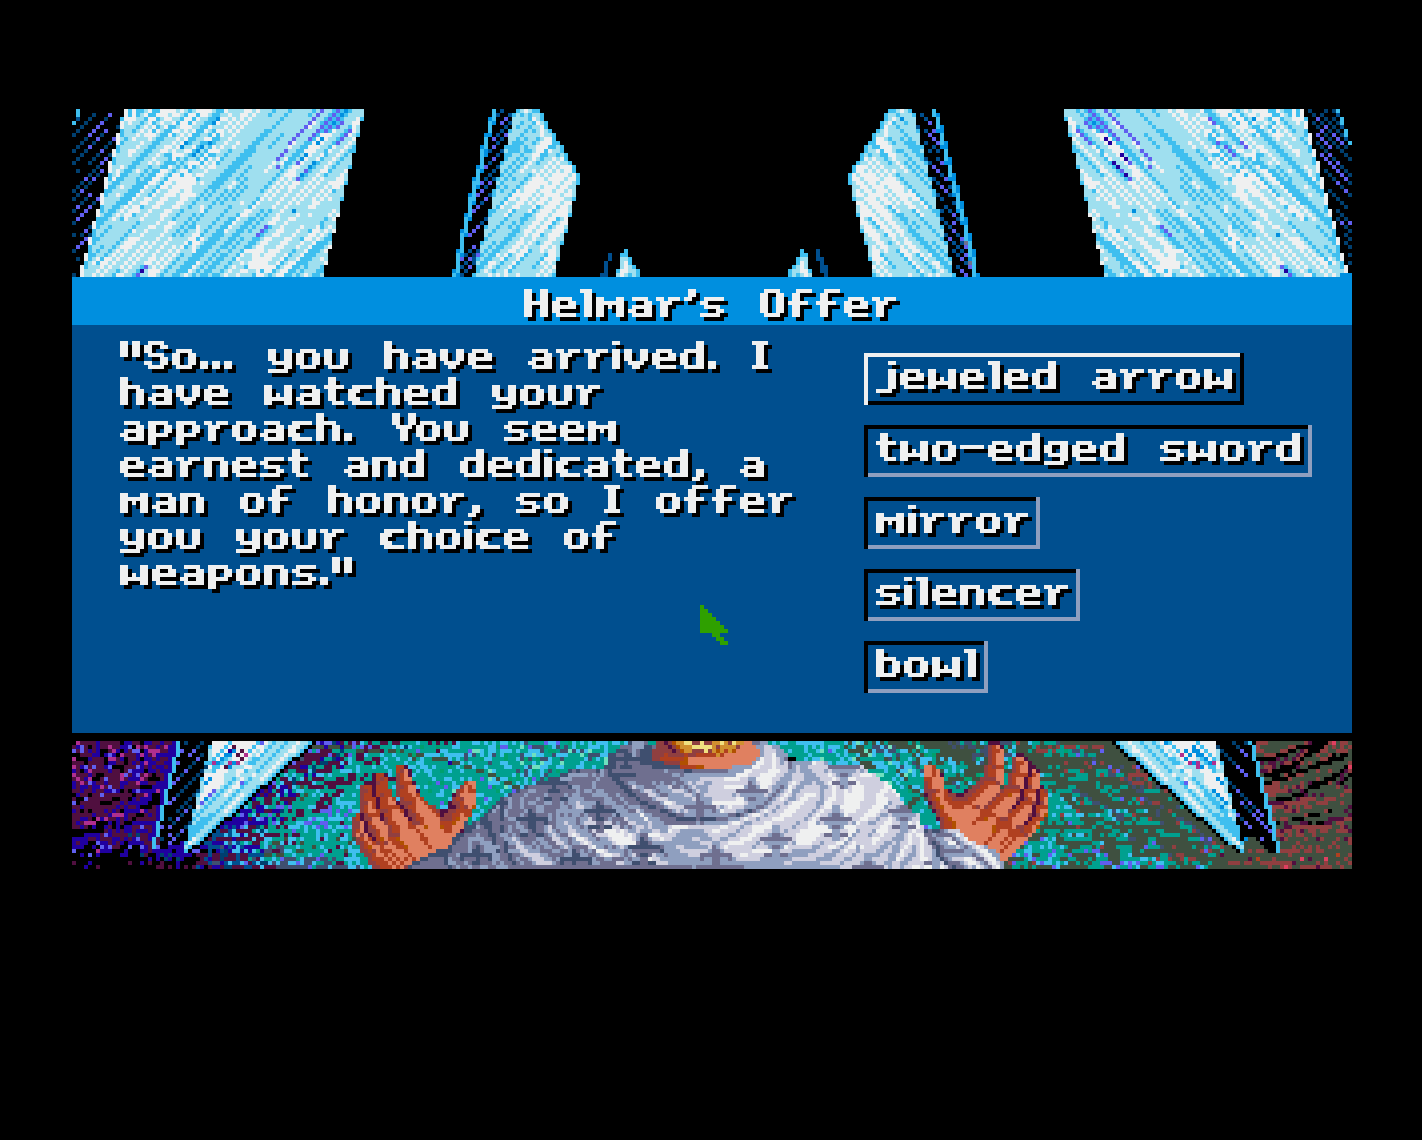 Helmar's Offer
"So... you have arrived. I
have watched your
approach. You seem
earnest and dedicated, a
man of honor, so I offer
you your choice of
weapons."
jeweled arrow
two-edged sword
mirror
silencer
bowl